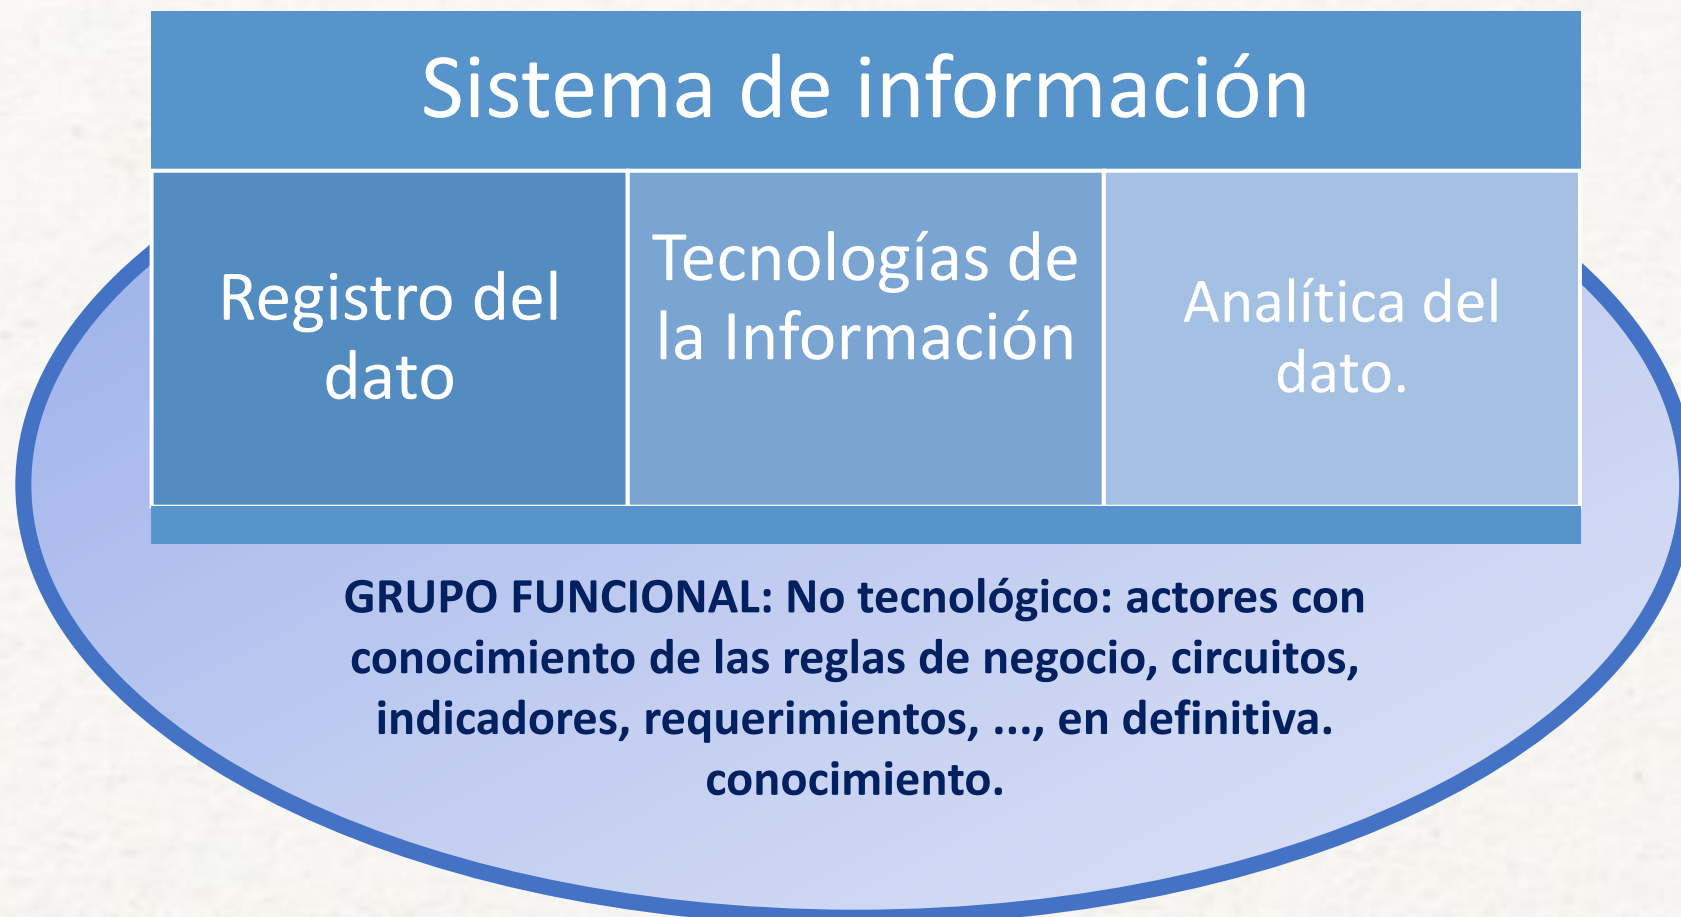 Sistema de información
Registro del
dato
Tecnologías de
la Información
Analítica del
dato.
GRUPO FUNCIONAL: No tecnológico: actores con
conocimiento de las reglas de negocio, circuitos,
indicadores, requerimientos, ..., en definitiva.
conocimiento.